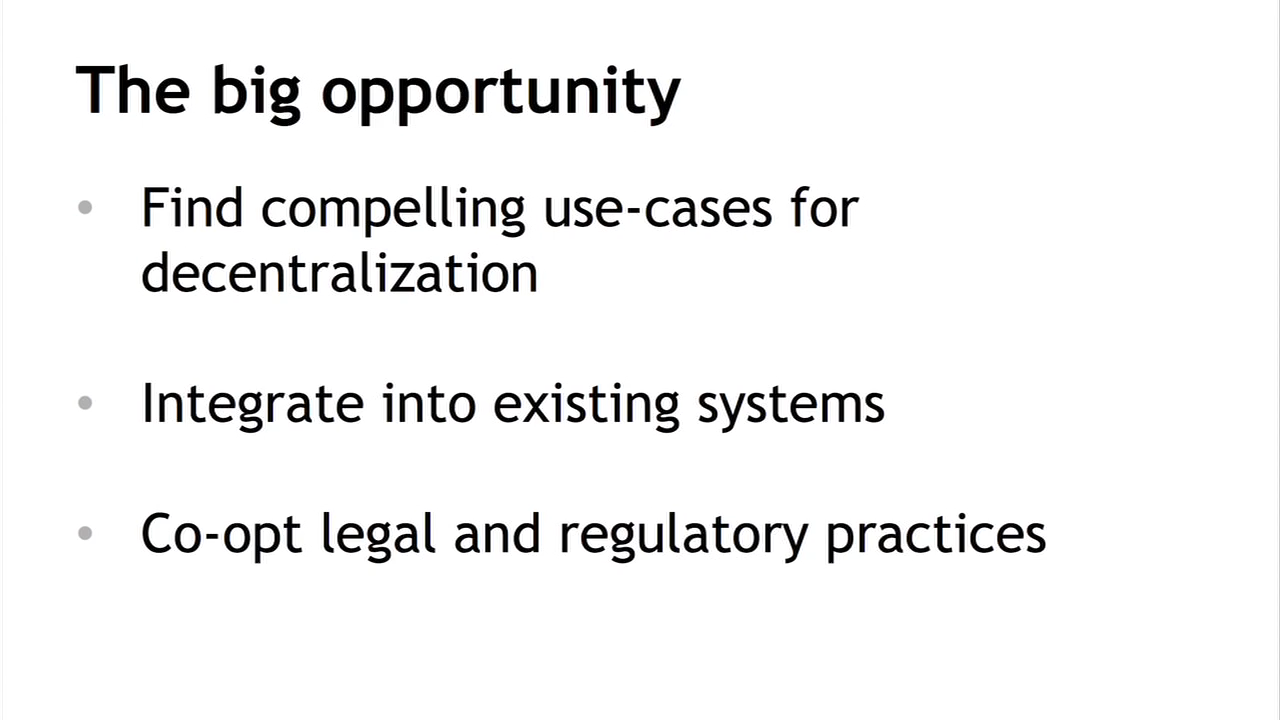 The big opportunity
• Find compelling use-cases for
decentralization
• Integrate into existing systems
• Co-opt legal and regulatory practices